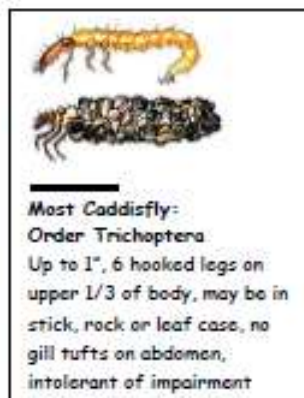 Most Caddisfly:
Order Trichoptera
Up to 1", 6 hooked legs on
upper 1/3 of body, may be in
stick, rock or leaf case, no
gill tufts on abdomen,
intolerant of impairment